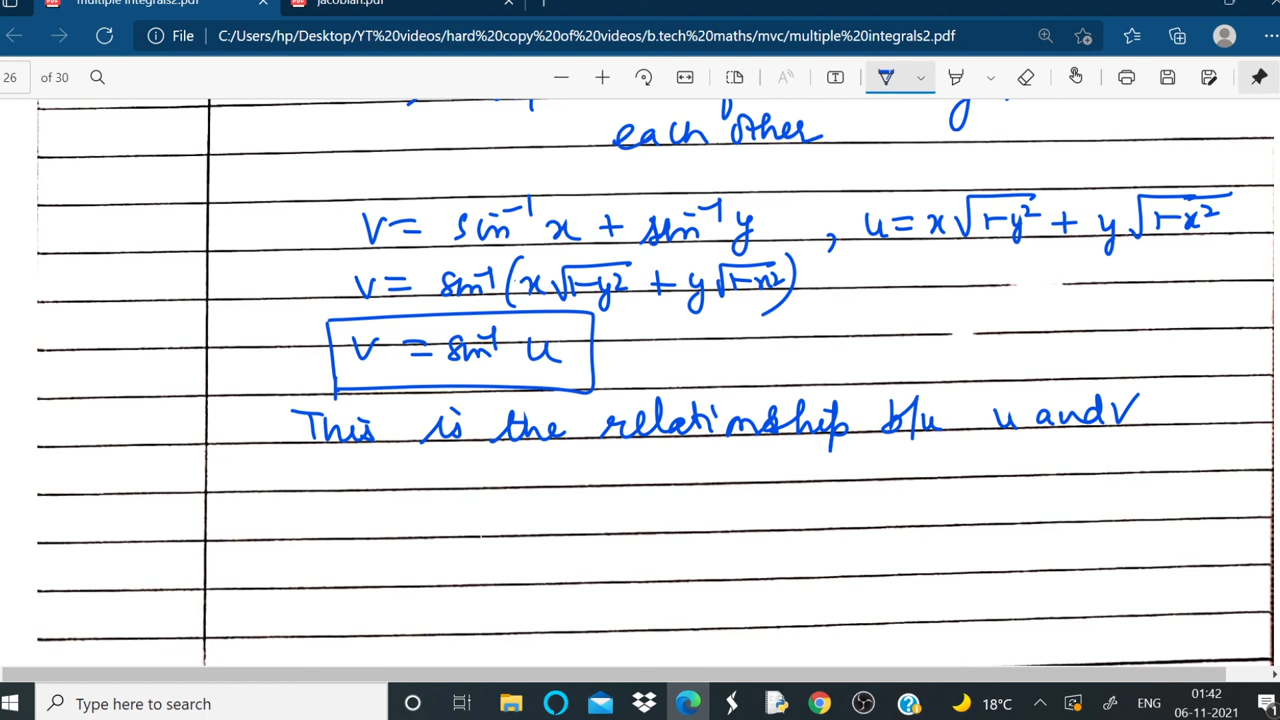 multiple integrals2.pdf
jacobian.pdf
File C:/Users/hp/Desktop/YT%20videos/hard%20copy%20of%20videos/b.tech%20maths/mvc/multiple%20integrals2.pdf
26 of 30
each other
V = sin⁻¹ x + sin⁻¹ y , u = x√1-y² + y√1-x²
V = sin⁻¹ (x√1-y² + y√1-x²)
V = sin⁻¹ u
This is the relationship b/w u and V
Type here to search
18°C ENG 01:42
06-11-2021